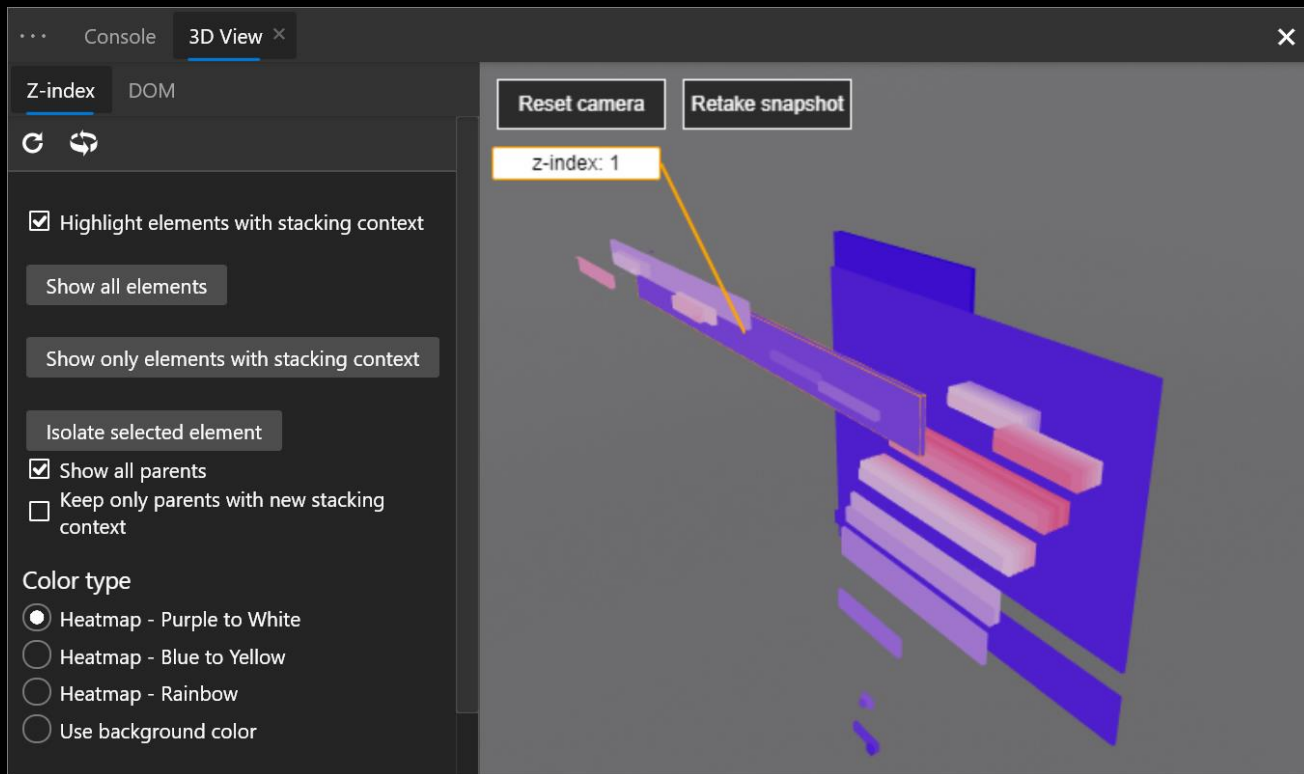 Console
3D View
Z-index
DOM
Highlight elements with stacking context
Show all elements
Show only elements with stacking context
Isolate selected element
Show all parents
Keep only parents with new stacking
context
Color type
Heatmap - Purple to White
Heatmap - Blue to Yellow
Heatmap - Rainbow
Use background color
Reset camera
Retake snapshot
z-index: 1